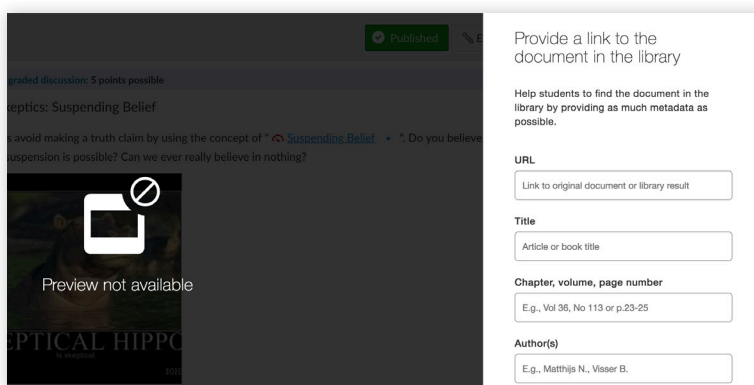 Published
E
graded discussion: 5 points possible
keptics: Suspending Belief
s avoid making a truth claim by using the concept of " Suspending Belief ". Do you believe
suspension is possible? Can we ever really believe in nothing?
Preview not available
EPTICAL HIPPO
is skeptical
Provide a link to the
document in the library
Help students to find the document in the
library by providing as much metadata as
possible.
URL
Link to original document or library result
Title
Article or book title
Chapter, volume, page number
E.g., Vol 36, No 113 or p.23-25
Author(s)
E.g., Matthijs N., Visser B.